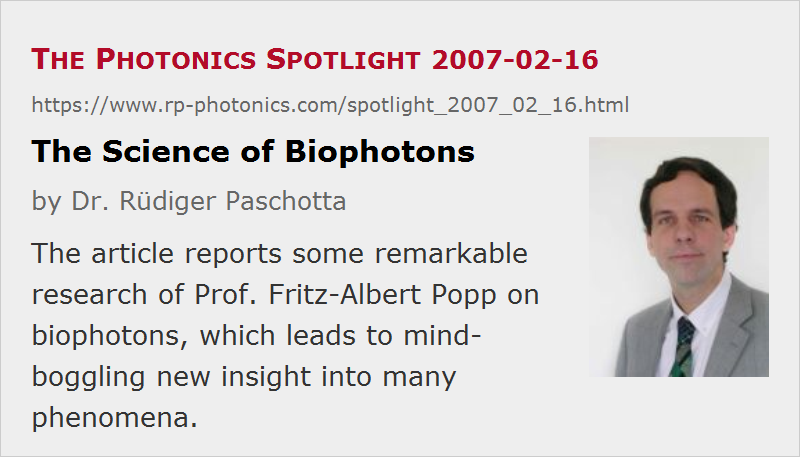 THE PHOTONICS SPOTLIGHT 2007-02-16
https://www.rp-photonics.com/spotlight_2007_02_16.html
The Science of Biophotons
by Dr. Rüdiger Paschotta
The article reports some remarkable
research of Prof. Fritz-Albert Popp on
biophotons, which leads to mind-
boggling new insight into many
phenomena.